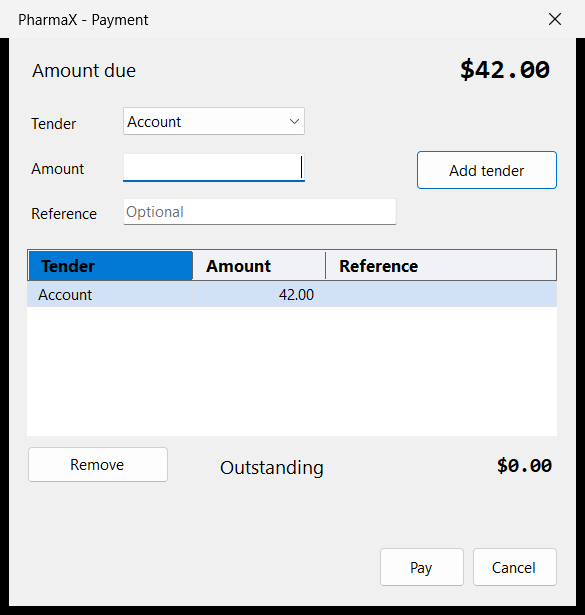 PharmaX - Payment
Amount due $42.00
Tender Account
Amount
Add tender
Reference Optional
Tender Amount Reference
Account 42.00
Remove Outstanding $0.00
Pay Cancel